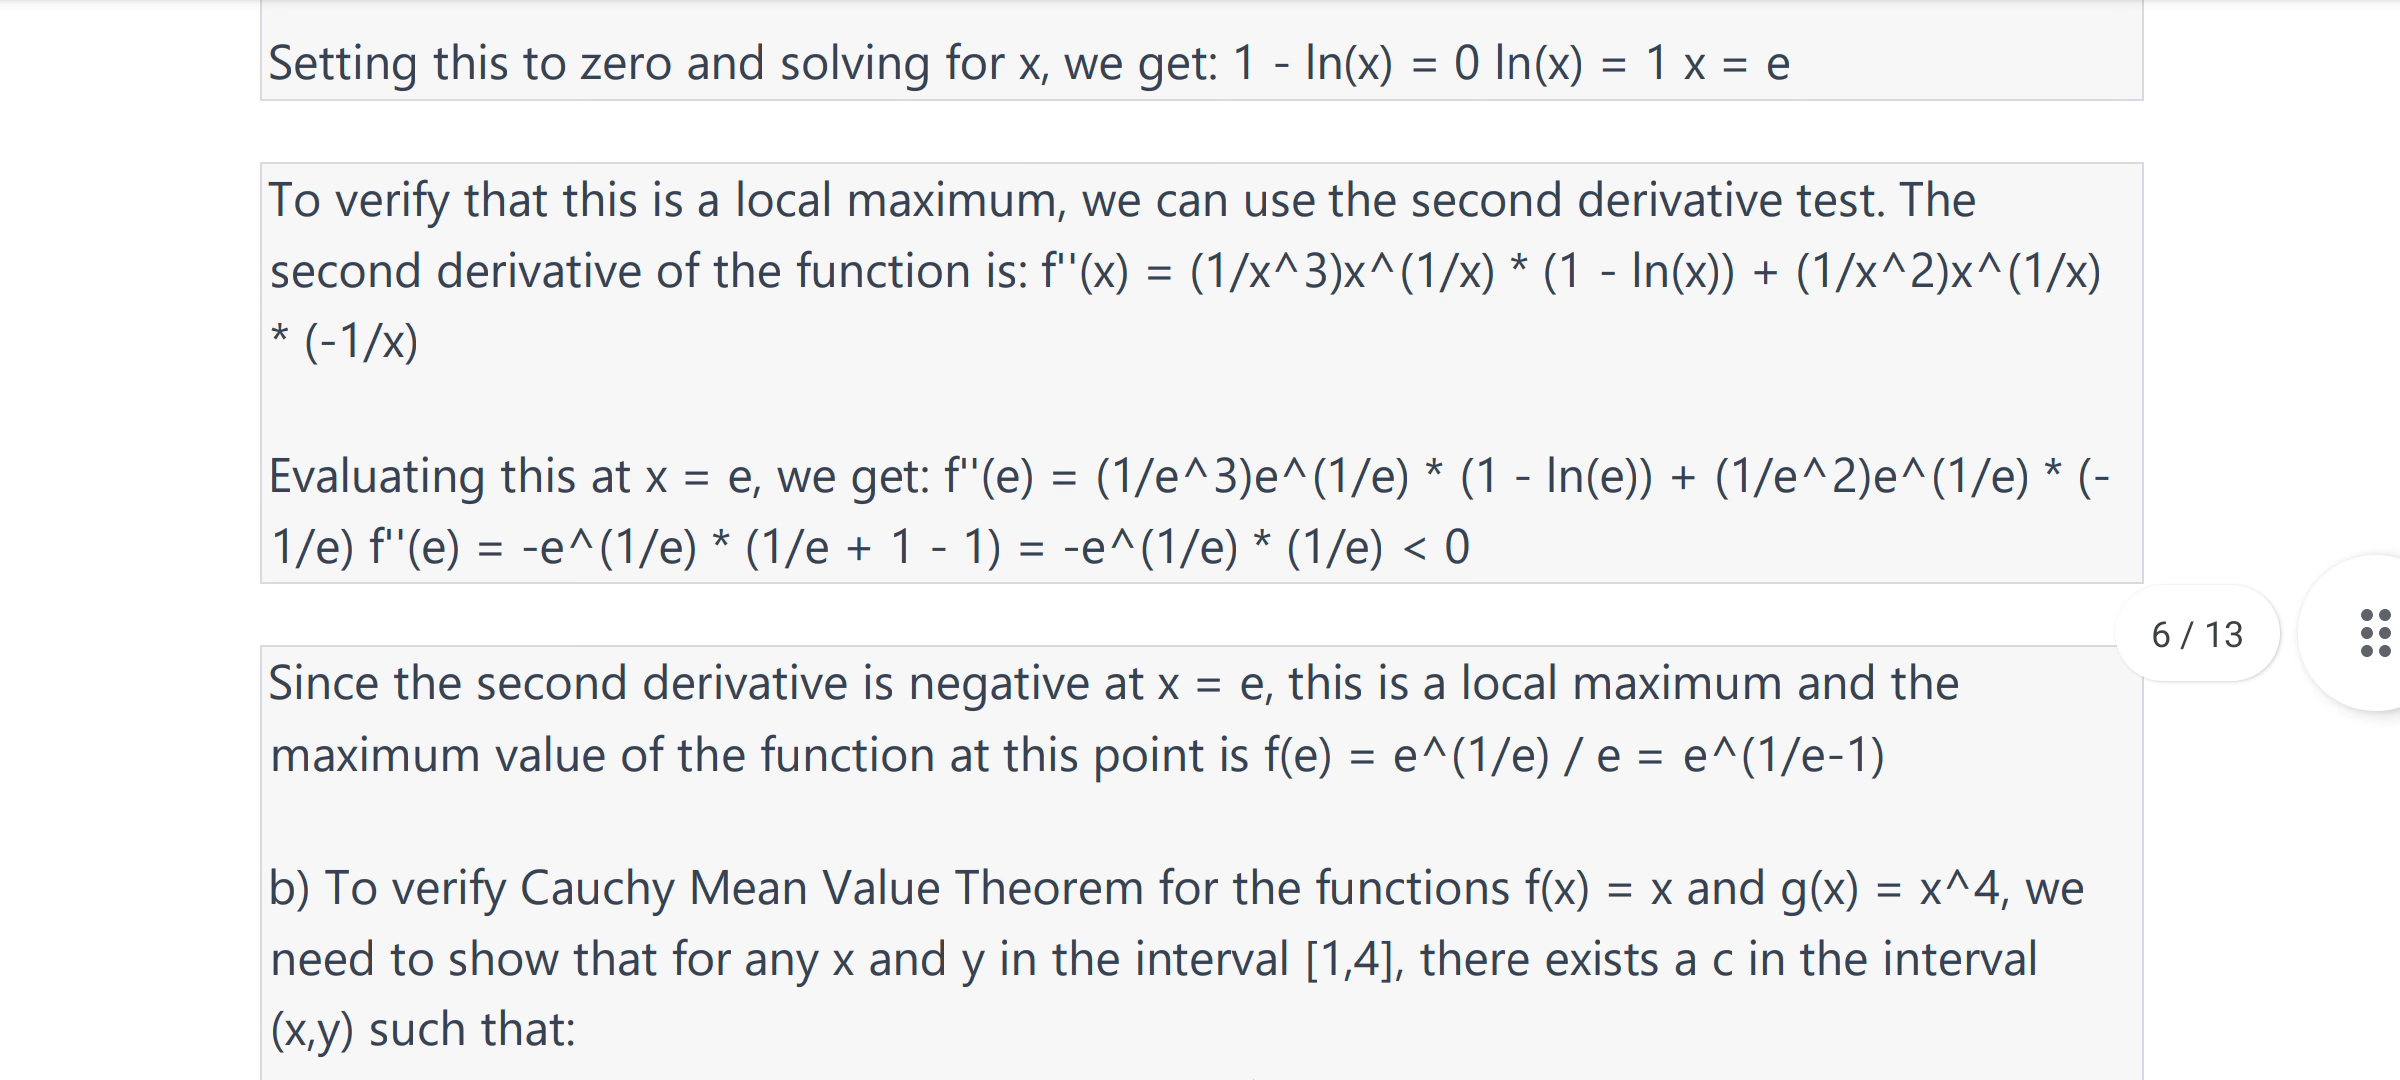 Setting this to zero and solving for x, we get: 1 - ln(x) = 0 ln(x) = 1 x = e
To verify that this is a local maximum, we can use the second derivative test. The
second derivative of the function is: f''(x) = (1/x^3)x^(1/x) * (1 - ln(x)) + (1/x^2)x^(1/x)
* (-1/x)
Evaluating this at x = e, we get: f''(e) = (1/e^3)e^(1/e) * (1 - ln(e)) + (1/e^2)e^(1/e) * (-
1/e) f''(e) = -e^(1/e) * (1/e + 1 - 1) = -e^(1/e) * (1/e) < 0
6 / 13
Since the second derivative is negative at x = e, this is a local maximum and the
maximum value of the function at this point is f(e) = e^(1/e) / e = e^(1/e-1)
b) To verify Cauchy Mean Value Theorem for the functions f(x) = x and g(x) = x^4, we
need to show that for any x and y in the interval [1,4], there exists a c in the interval
(x,y) such that: